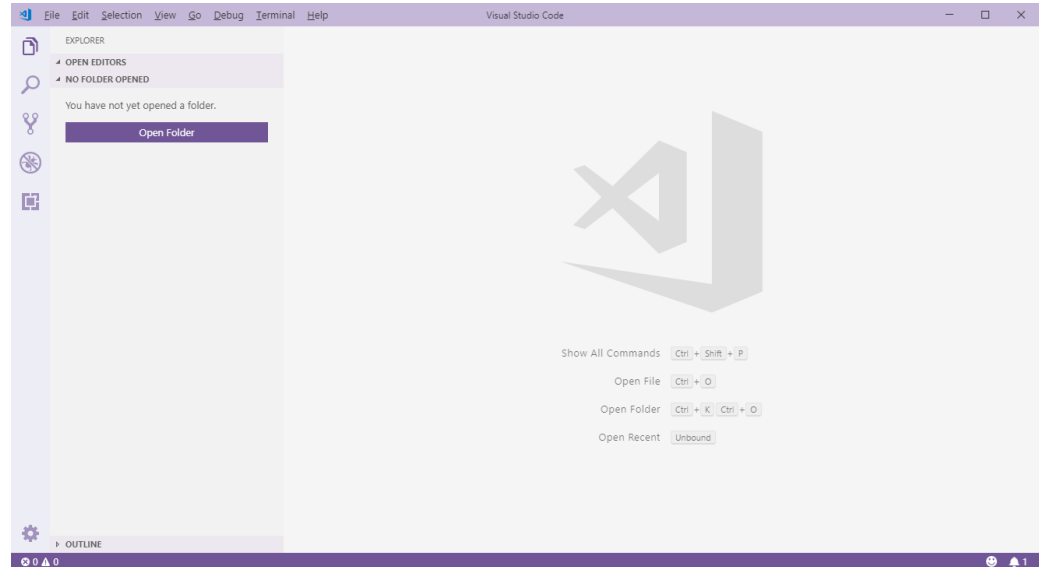 File Edit Selection View Go Debug Terminal Help Visual Studio Code
EXPLORER
OPEN EDITORS
NO FOLDER OPENED
You have not yet opened a folder.
Open Folder
Show All Commands Ctrl + Shift + P
Open File Ctrl + O
Open Folder Ctrl + K Ctrl + O
Open Recent Unbound
OUTLINE
0 0 1